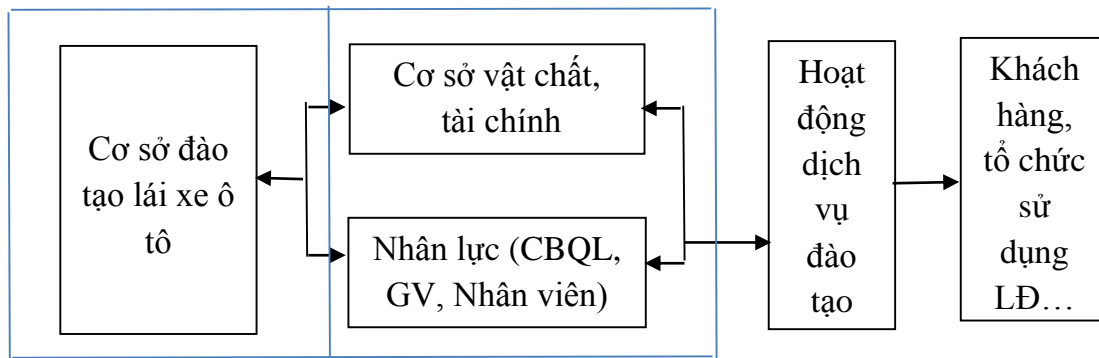 Cơ sở đào
tạo lái xe ô
tô
Cơ sở vật chất,
tài chính
Nhân lực (CBQL,
GV, Nhân viên)
Hoạt
động
dịch
vụ
đào
tạo
Khách
hàng,
tổ chức
sử
dụng
LĐ…